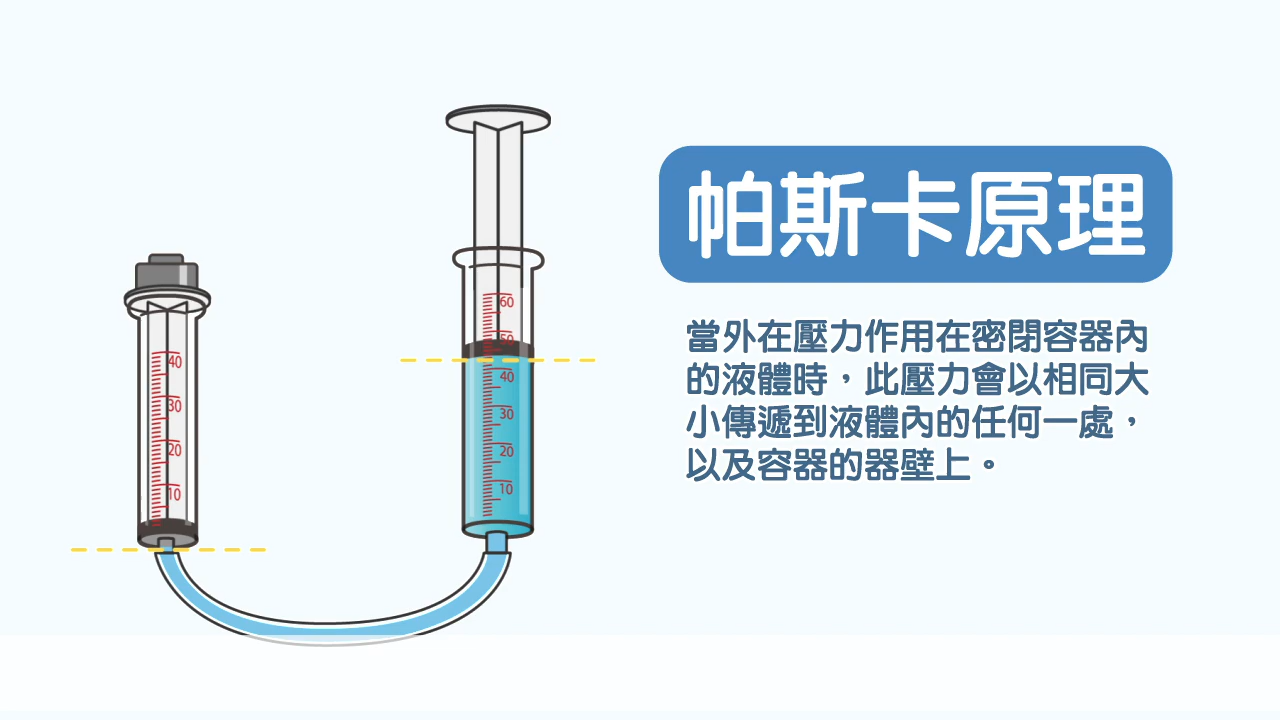 帕斯卡原理
當外在壓力作用在密閉容器內
的液體時，此壓力會以相同大
小傳遞到液體內的任何一處，
以及容器的器壁上。
40
30
20
10
60
50
40
30
20
10